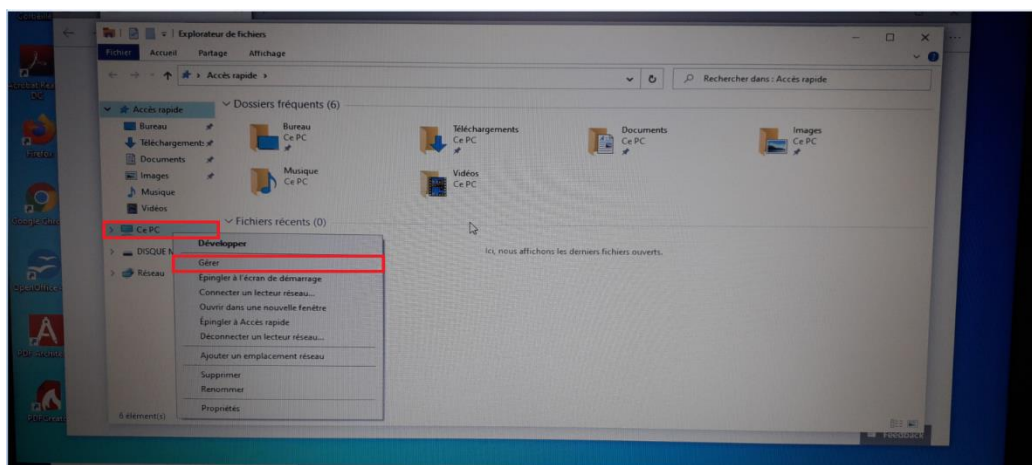 Explorateur de fichiers
Fichier Accueil Partage Affichage
Accès rapide
Rechercher dans : Accès rapide
Accès rapide
Bureau
Téléchargements
Documents
Images
Musique
Vidéos
Ce PC
DISQUE
Réseau
Dossiers fréquents (6)
Bureau
Ce PC
Téléchargements
Ce PC
Documents
Ce PC
Images
Ce PC
Musique
Ce PC
Vidéos
Ce PC
Fichiers récents (0)
Ici, nous affichons les derniers fichiers ouverts.
Développer
Gérer
Épingler à l'écran de démarrage
Connecter un lecteur réseau...
Ouvrir dans une nouvelle fenêtre
Épingler à Accès rapide
Déconnecter un lecteur réseau...
Ajouter un emplacement réseau
Supprimer
Renommer
Propriétés
6 élément(s)
Corbeille
Firefox
Feedback